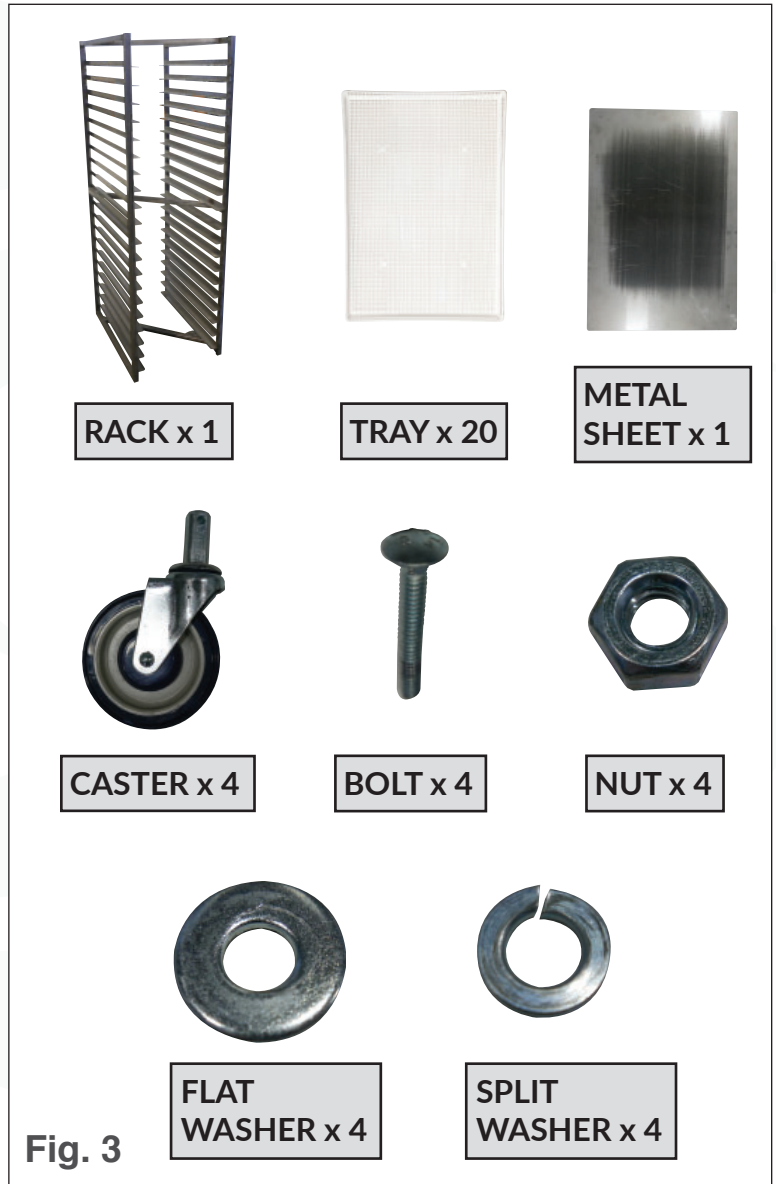 RACK x 1
TRAY x 20
METAL
SHEET x 1
CASTER x 4
BOLT x 4
NUT x 4
FLAT
WASHER x 4
SPLIT
WASHER x 4
Fig. 3